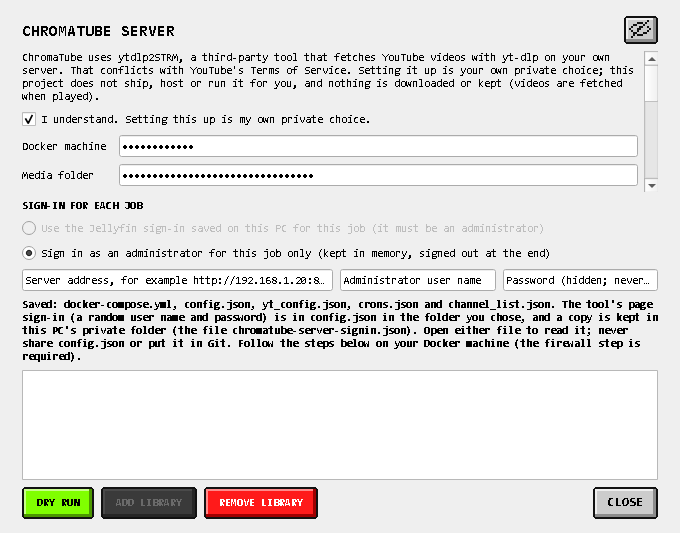 CHROMATUBE SERVER
ChromaTube uses ytdlp2STRM, a third-party tool that fetches YouTube videos with yt-dlp on your own
server. That conflicts with YouTube's Terms of Service. Setting it up is your own private choice; this
project does not ship, host or run it for you, and nothing is downloaded or kept (videos are fetched
when played).
I understand. Setting this up is my own private choice.
Docker machine ••••••••••••
Media folder •••••••••••••••••••••••••••••••
SIGN-IN FOR EACH JOB
Use the Jellyfin sign-in saved on this PC for this job (it must be an administrator)
Sign in as an administrator for this job only (kept in memory, signed out at the end)
Server address, for example http://192.168.1.20:8… Administrator user name Password (hidden; never…
Saved: docker-compose.yml, config.json, yt_config.json, crons.json and channel_list.json. The tool's page
sign-in (a random user name and password) is in config.json in the folder you chose, and a copy is kept in
this PC's private folder (the file chromatube-server-signin.json). Open either file to read it; never
share config.json or put it in Git. Follow the steps below on your Docker machine (the firewall step is
required).
DRY RUN ADD LIBRARY REMOVE LIBRARY CLOSE